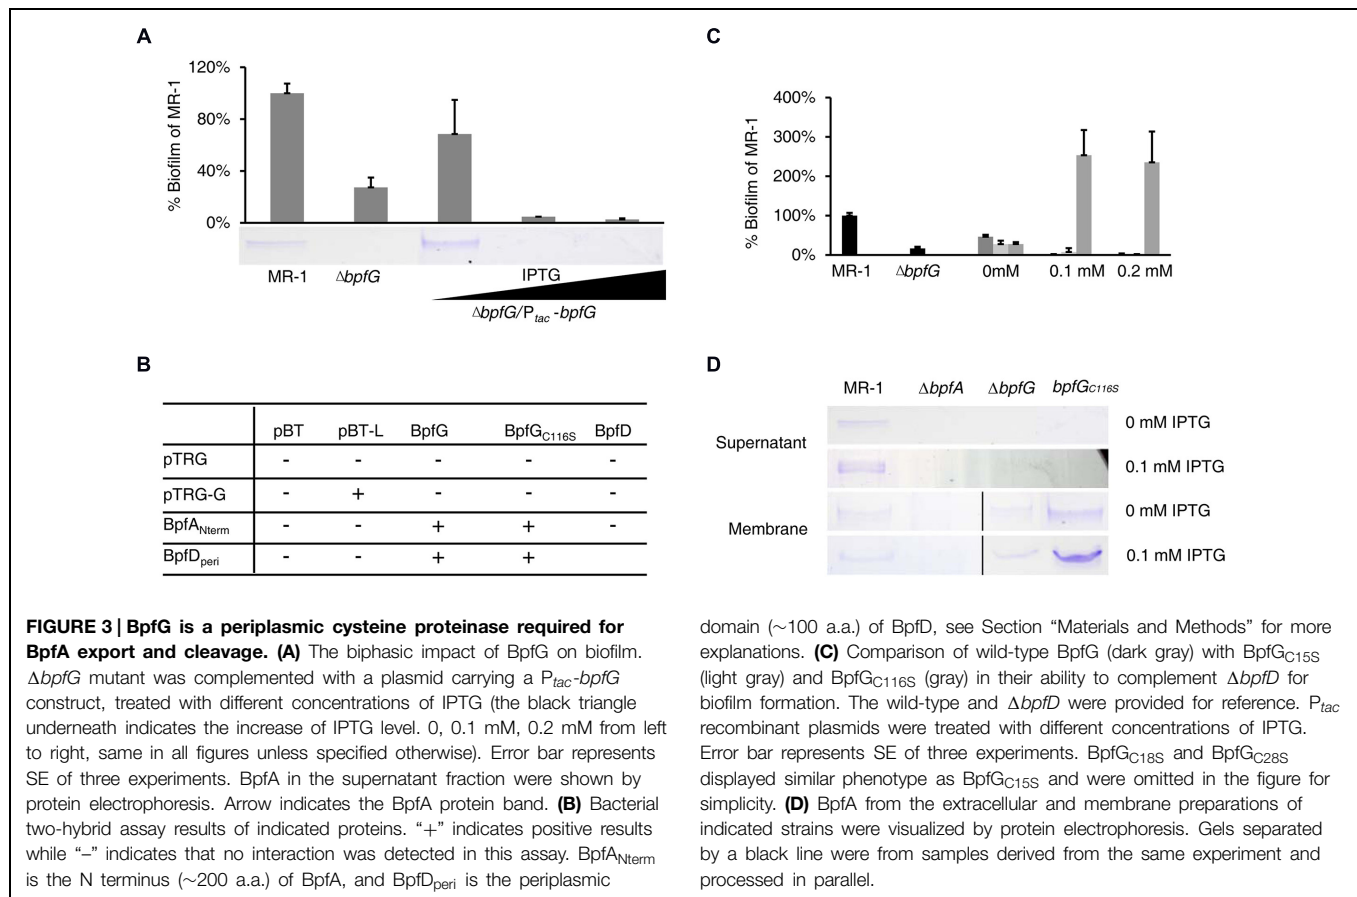 A
120%
80%
40%
0%
% Biofilm of MR-1
MR-1 ΔbpfG IPTG
ΔbpfG/Ptac-bpfG
B
pBT pBT-L BpfG BpfGC116S BpfD
pTRG - - - - -
pTRG-G - + - - -
BpfANterm - - + + -
BpfDperi - - + +
C
400%
300%
200%
100%
0%
% Biofilm of MR-1
MR-1 ΔbpfG 0mM 0.1 mM 0.2 mM
D
MR-1 ΔbpfA ΔbpfG bpfGC116S
Supernatant
0 mM IPTG
0.1 mM IPTG
Membrane
0 mM IPTG
0.1 mM IPTG
FIGURE 3 | BpfG is a periplasmic cysteine proteinase required for
BpfA export and cleavage. (A) The biphasic impact of BpfG on biofilm.
ΔbpfG mutant was complemented with a plasmid carrying a Ptac-bpfG
construct, treated with different concentrations of IPTG (the black triangle
underneath indicates the increase of IPTG level. 0, 0.1 mM, 0.2 mM from left
to right, same in all figures unless specified otherwise). Error bar represents
SE of three experiments. BpfA in the supernatant fraction were shown by
protein electrophoresis. Arrow indicates the BpfA protein band. (B) Bacterial
two-hybrid assay results of indicated proteins. “+” indicates positive results
while “–” indicates that no interaction was detected in this assay. BpfANterm
is the N terminus (∼200 a.a.) of BpfA, and BpfDperi is the periplasmic
domain (∼100 a.a.) of BpfD, see Section “Materials and Methods” for more
explanations. (C) Comparison of wild-type BpfG (dark gray) with BpfGC15S
(light gray) and BpfGC116S (gray) in their ability to complement ΔbpfD for
biofilm formation. The wild-type and ΔbpfD were provided for reference. Ptac
recombinant plasmids were treated with different concentrations of IPTG.
Error bar represents SE of three experiments. BpfGC18S and BpfGC28S
displayed similar phenotype as BpfGC15S and were omitted in the figure for
simplicity. (D) BpfA from the extracellular and membrane preparations of
indicated strains were visualized by protein electrophoresis. Gels separated
by a black line were from samples derived from the same experiment and
processed in parallel.